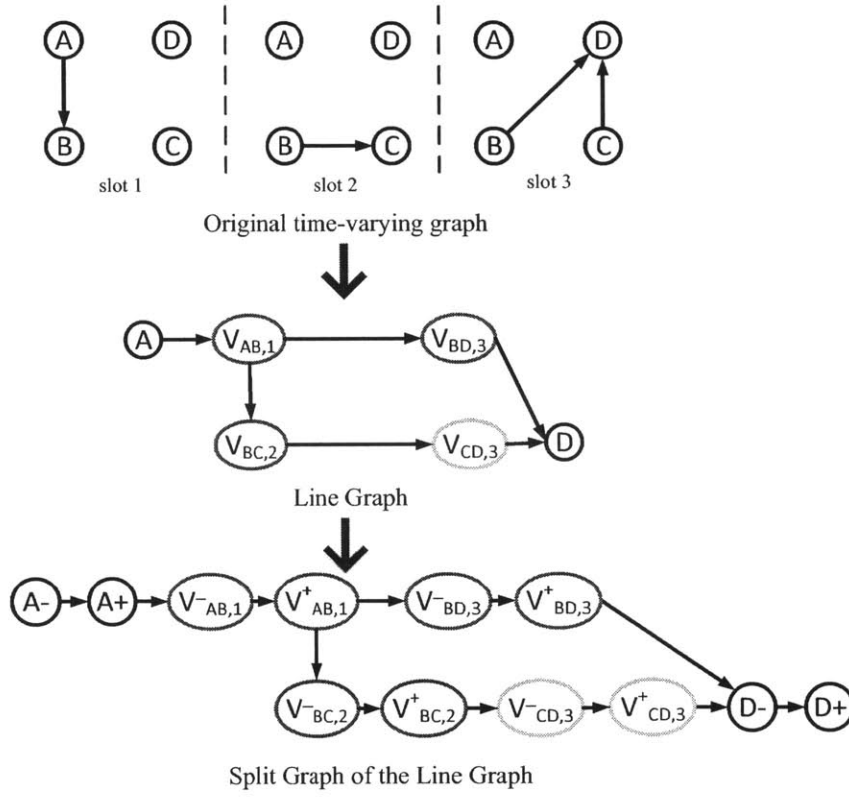 A D A D A D
B C B C B C
slot 1 slot 2 slot 3
Original time-varying graph
A V_AB,1 V_BD,3
V_BC,2 V_CD,3 D
Line Graph
A- A+ V⁻_AB,1 V⁺_AB,1 V⁻_BD,3 V⁺_BD,3
V⁻_BC,2 V⁺_BC,2 V⁻_CD,3 V⁺_CD,3 D- D+
Split Graph of the Line Graph